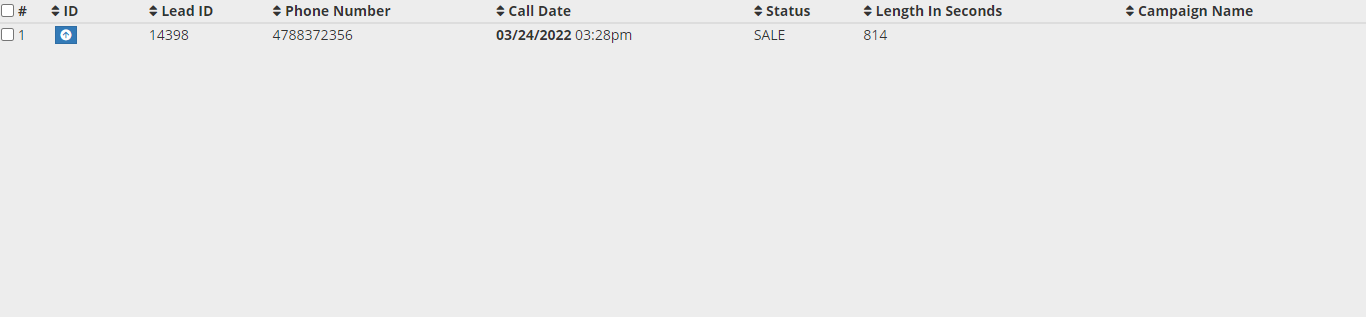 # ID Lead ID Phone Number Call Date Status Length In Seconds Campaign Name
1 14398 4788372356 03/24/2022 03:28pm SALE 814